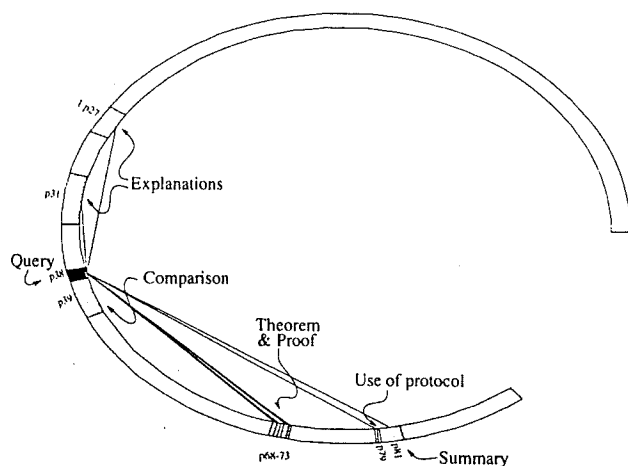 p27
Explanations
p31
Query
p38
Comparison
p39
Theorem
& Proof
Use of protocol
p68-73
p79
p81
Summary